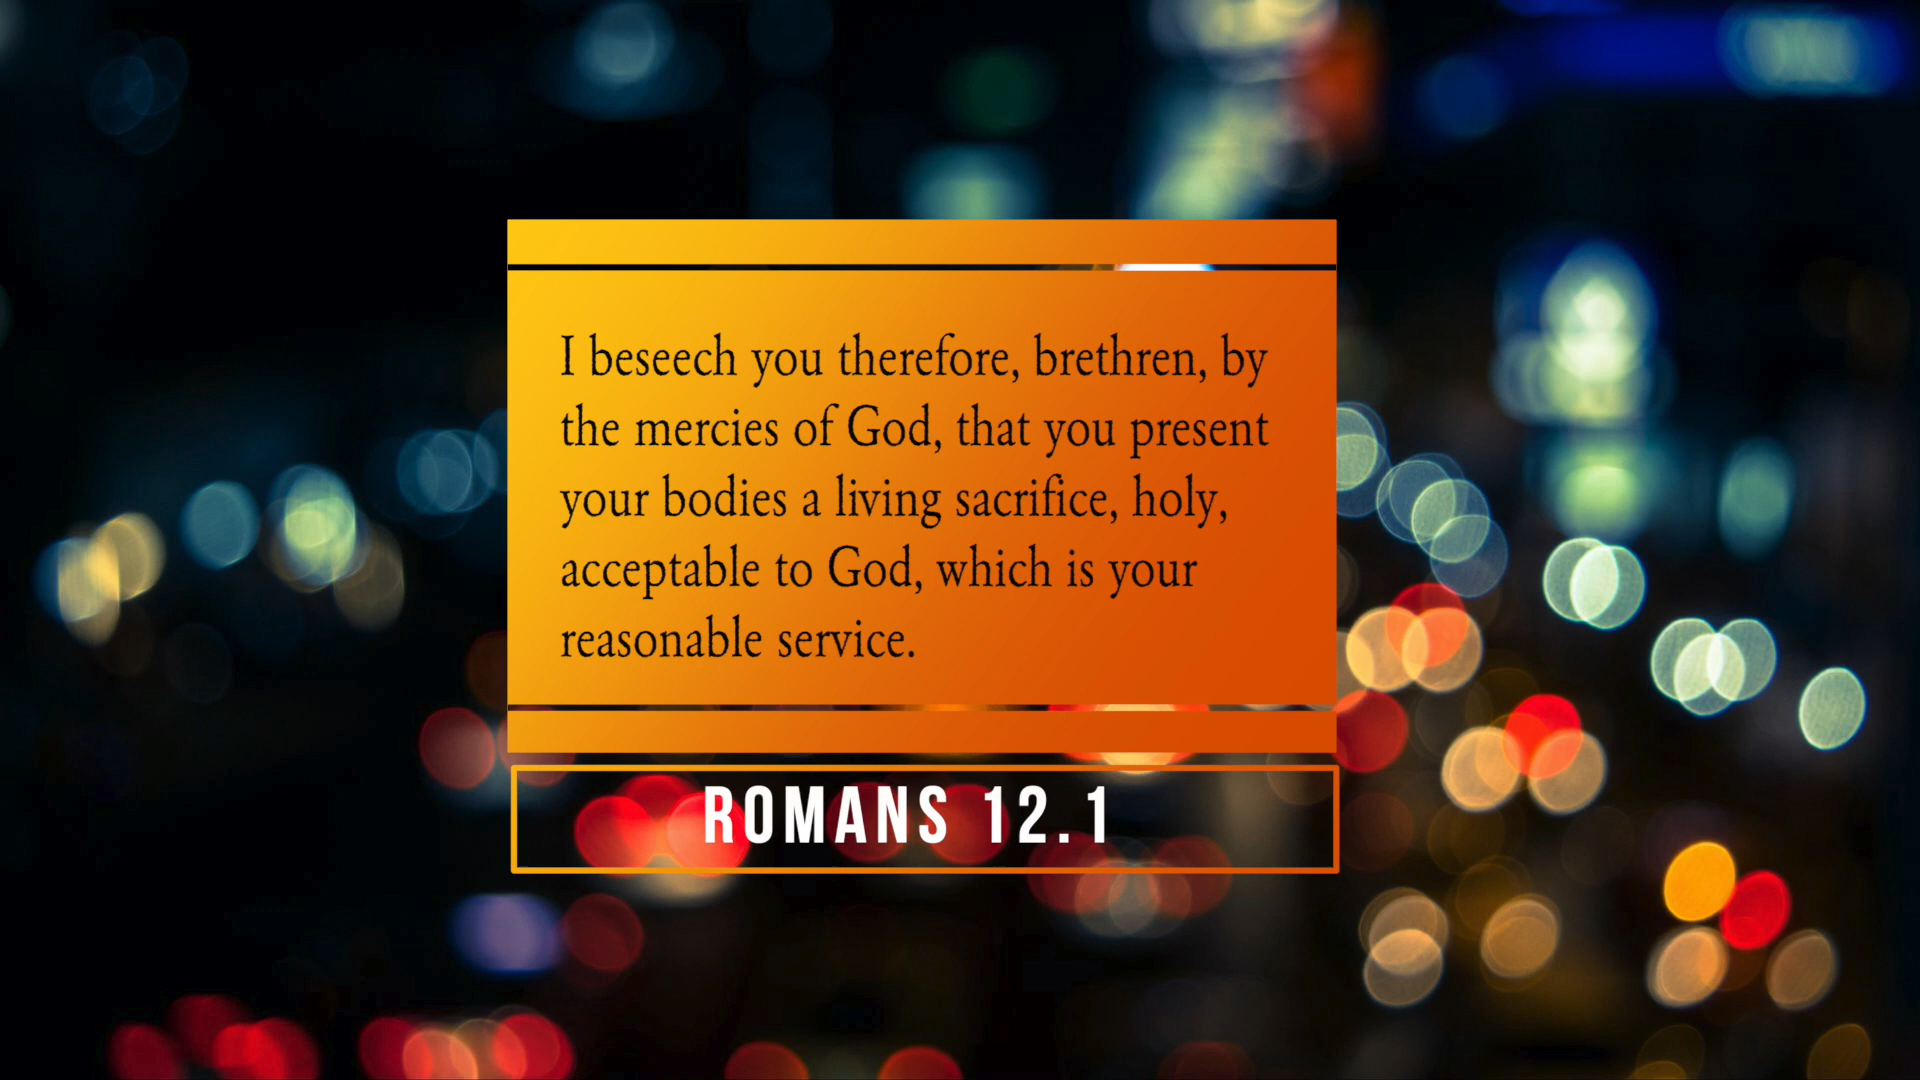 I beseech you therefore, brethren, by
the mercies of God, that you present
your bodies a living sacrifice, holy,
acceptable to God, which is your
reasonable service.
ROMANS 12.1